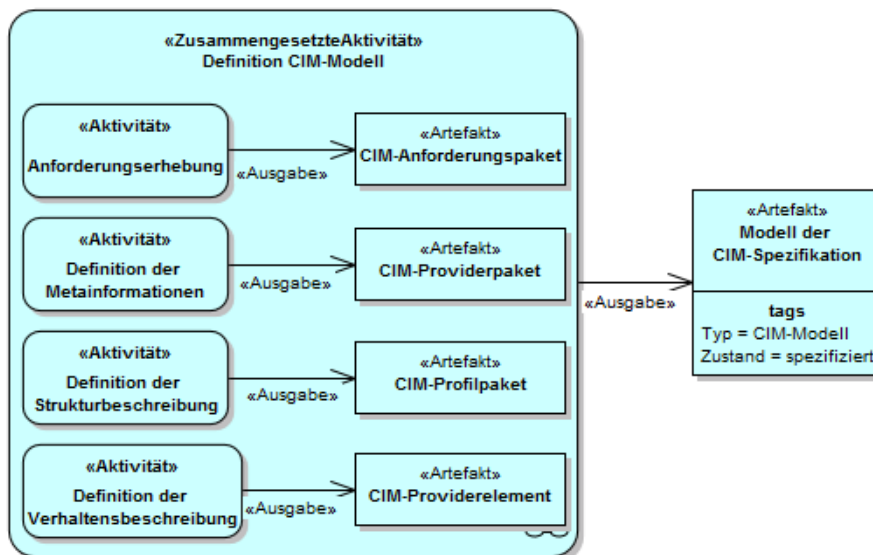 «ZusammengesetzteAktivität»
Definition CIM-Modell
«Aktivität»
Anforderungserhebung
«Ausgabe»
«Artefakt»
CIM-Anforderungspaket
«Aktivität»
Definition der
Metainformationen
«Ausgabe»
«Artefakt»
CIM-Providerpaket
«Aktivität»
Definition der
Strukturbeschreibung
«Ausgabe»
«Artefakt»
CIM-Profilpaket
«Aktivität»
Definition der
Verhaltensbeschreibung
«Ausgabe»
«Artefakt»
CIM-Providerelement
«Ausgabe»
«Artefakt»
Modell der
CIM-Spezifikation
tags
Typ = CIM-Modell
Zustand = spezifiziert